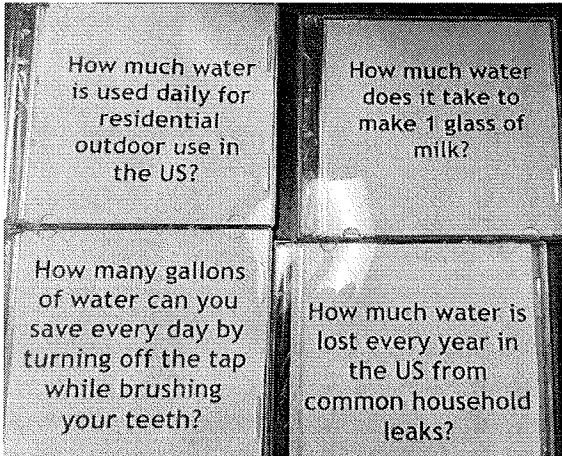 How much water
is used daily for
residential
outdoor use in
the US?
How much water
does it take to
make 1 glass of
milk?
How many gallons
of water can you
save every day by
turning off the tap
while brushing
your teeth?
How much water is
lost every year in
the US from
common household
leaks?